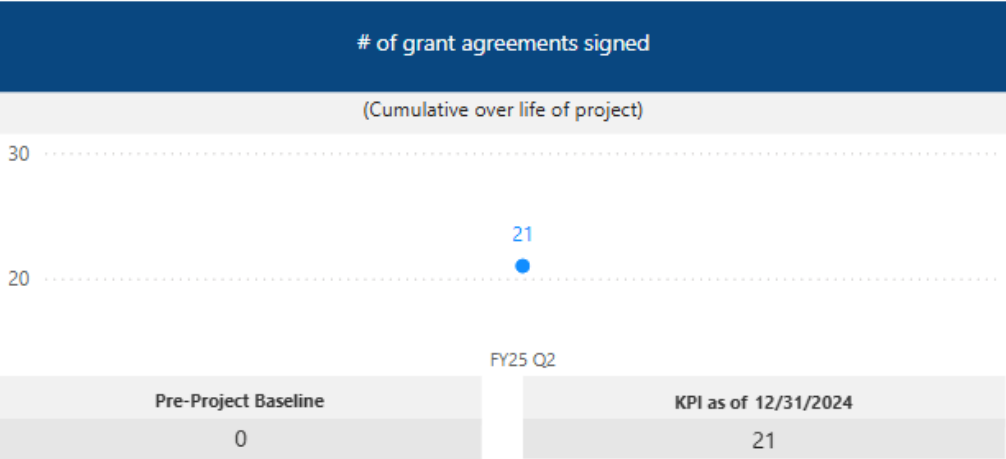 # of grant agreements signed
(Cumulative over life of project)
30
21
20
FY25 Q2
Pre-Project Baseline
KPI as of 12/31/2024
0
21